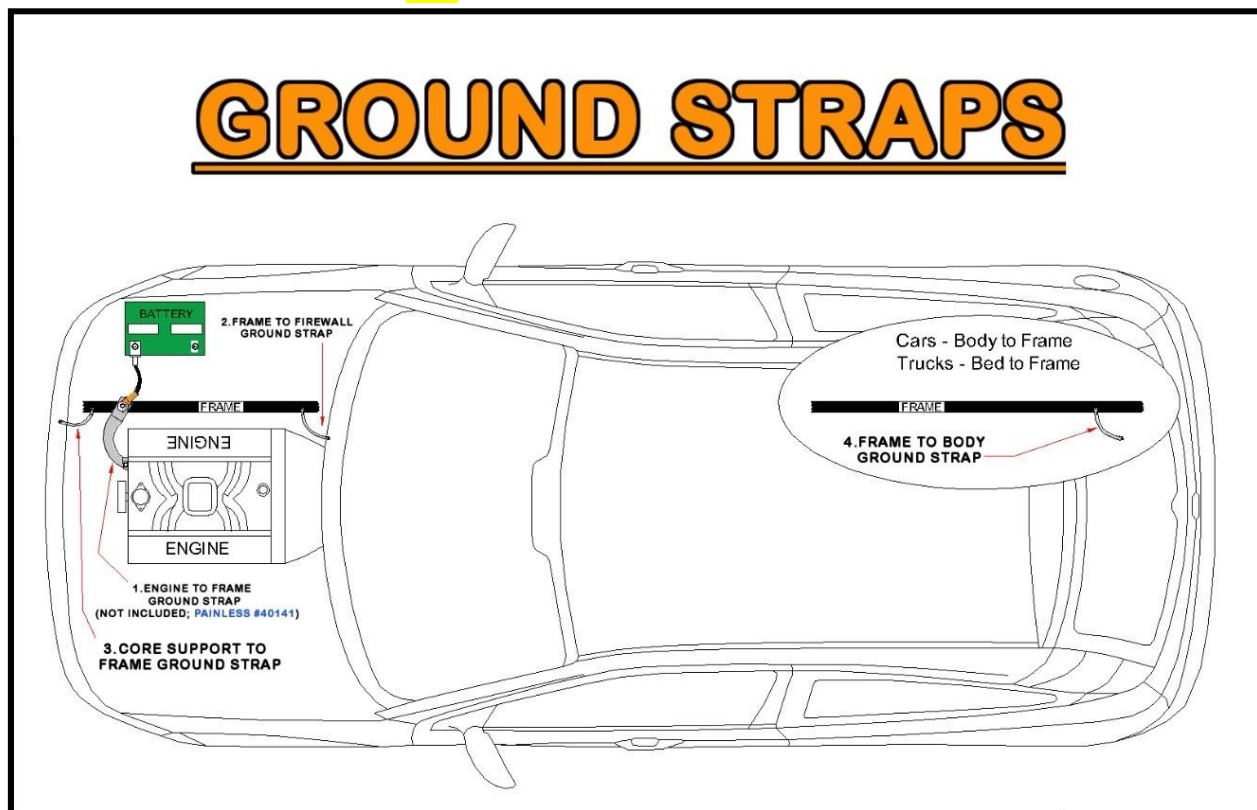 GROUND STRAPS
BATTERY
2.FRAME TO FIREWALL
GROUND STRAP
FRAME
ENGINE
ENGINE
1.ENGINE TO FRAME
GROUND STRAP
(NOT INCLUDED; PAINLESS #40141)
3.CORE SUPPORT TO
FRAME GROUND STRAP
Cars - Body to Frame
Trucks - Bed to Frame
FRAME
4.FRAME TO BODY
GROUND STRAP